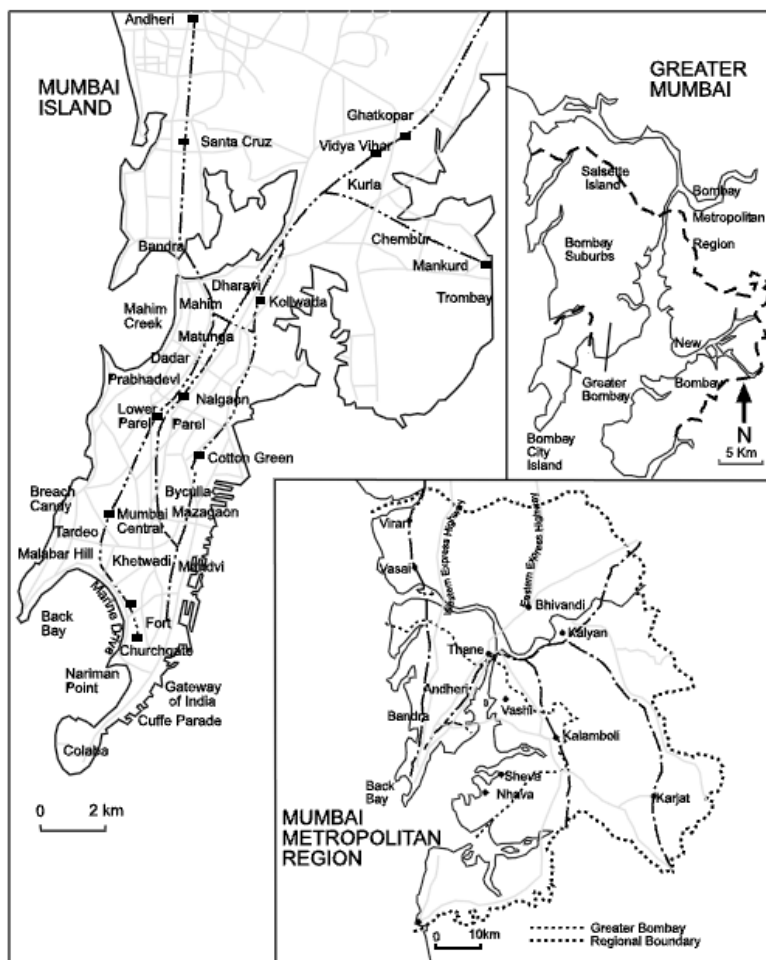 Andheri
MUMBAI
ISLAND
Ghatkopar
Santa Cruz
Vidya Vihar
Kurla
Bandra
Chembur
Mankurd
Dharavi
Trombay
Mahim
Kollwada
Mahim
Creek
Matunga
Dadar
Prabhadevi
Nalgaon
Lower
Parel
Parel
Cotton Green
Breach
Candy
Byculla
Mumbai
Central
Mazagaon
Tardeo
Malabar Hill
Khetwadi
Back
Bay
Marine Drive
Fort
Churchgate
Nariman
Point
Gateway
of India
Cuffe Parade
Colaba
0 2 km
GREATER
MUMBAI
Salsette
Island
Bombay
Metropolitan
Region
Bombay
Suburbs
New
Bombay
Greater
Bombay
Bombay
City
Island
N
5 Km
Virar
Vasai
Western Express Highway
Eastern Express Highway
Bhivandi
Kalyan
Thane
Andheri
Vashi
Bandra
Kalamboli
Back
Bay
Sheva
Nhava
Karjat
MUMBAI
METROPOLITAN
REGION
0 10km
Greater Bombay
Regional Boundary